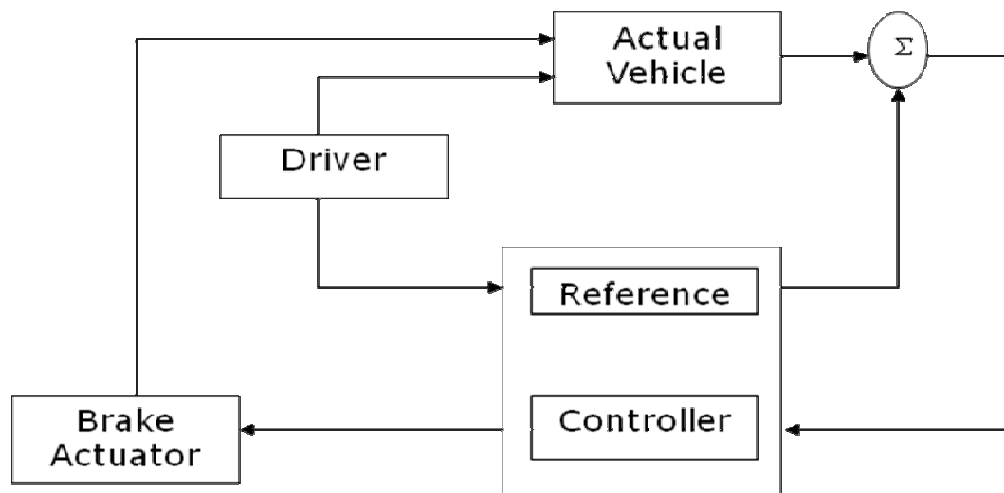 Actual
Vehicle
Σ
Driver
Reference
Controller
Brake
Actuator